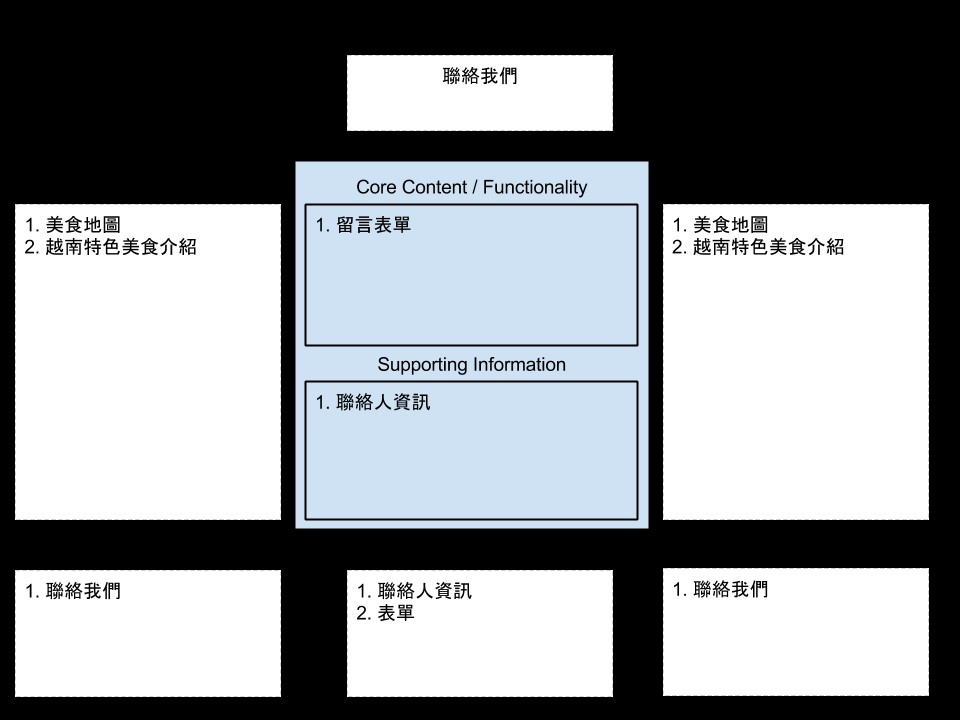 聯絡我們
Core Content / Functionality
1. 美食地圖
2. 越南特色美食介紹
1. 留言表單
1. 美食地圖
2. 越南特色美食介紹
Supporting Information
1. 聯絡人資訊
1. 聯絡我們
1. 聯絡人資訊
2. 表單
1. 聯絡我們